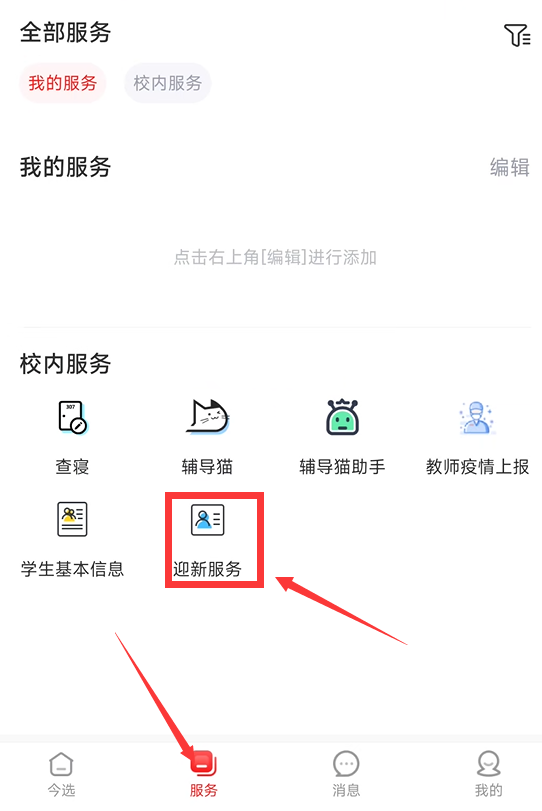 全部服务
我的服务 校内服务
我的服务 编辑
点击右上角[编辑]进行添加
校内服务
307
查寝 辅导猫 辅导猫助手 教师疫情上报
学生基本信息 迎新服务
今选 服务 消息 我的